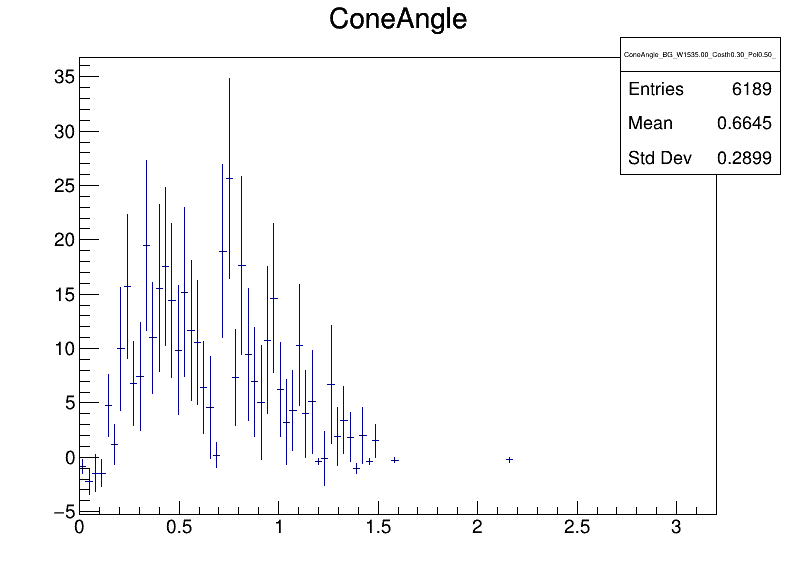 ConeAngle
ConeAngle_BG_W1535.00_Costh0.30_Pol0.50_
Entries 6189
Mean 0.6645
Std Dev 0.2899
35
30
25
20
15
10
5
0
−5
0 0.5 1 1.5 2 2.5 3